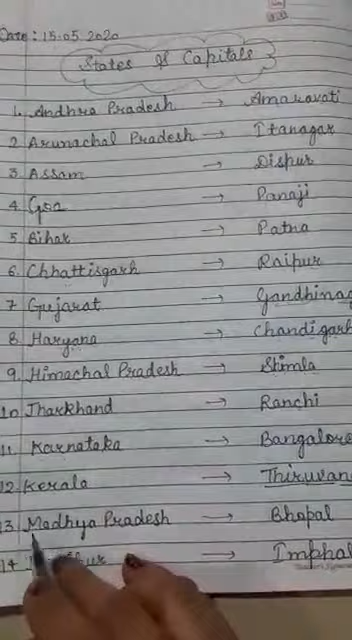 Date: 15.05.2020
States & Capitals
1. Andhra Pradesh → Amaravati
2 Arunachal Pradesh → Itanagar
3. Assam → Dispur
4. Goa → Panaji
5 Bihar → Patna
6. Chhattisgarh → Raipur
7 Gujarat → Gandhinag
8 Haryana → Chandigarh
9. Himachal Pradesh → Shimla
10 Jharkhand → Ranchi
11. Karnataka → Bangalore
12. Kerala → Thiruvan
13 Madhya Pradesh → Bhopal
14 → Imphal